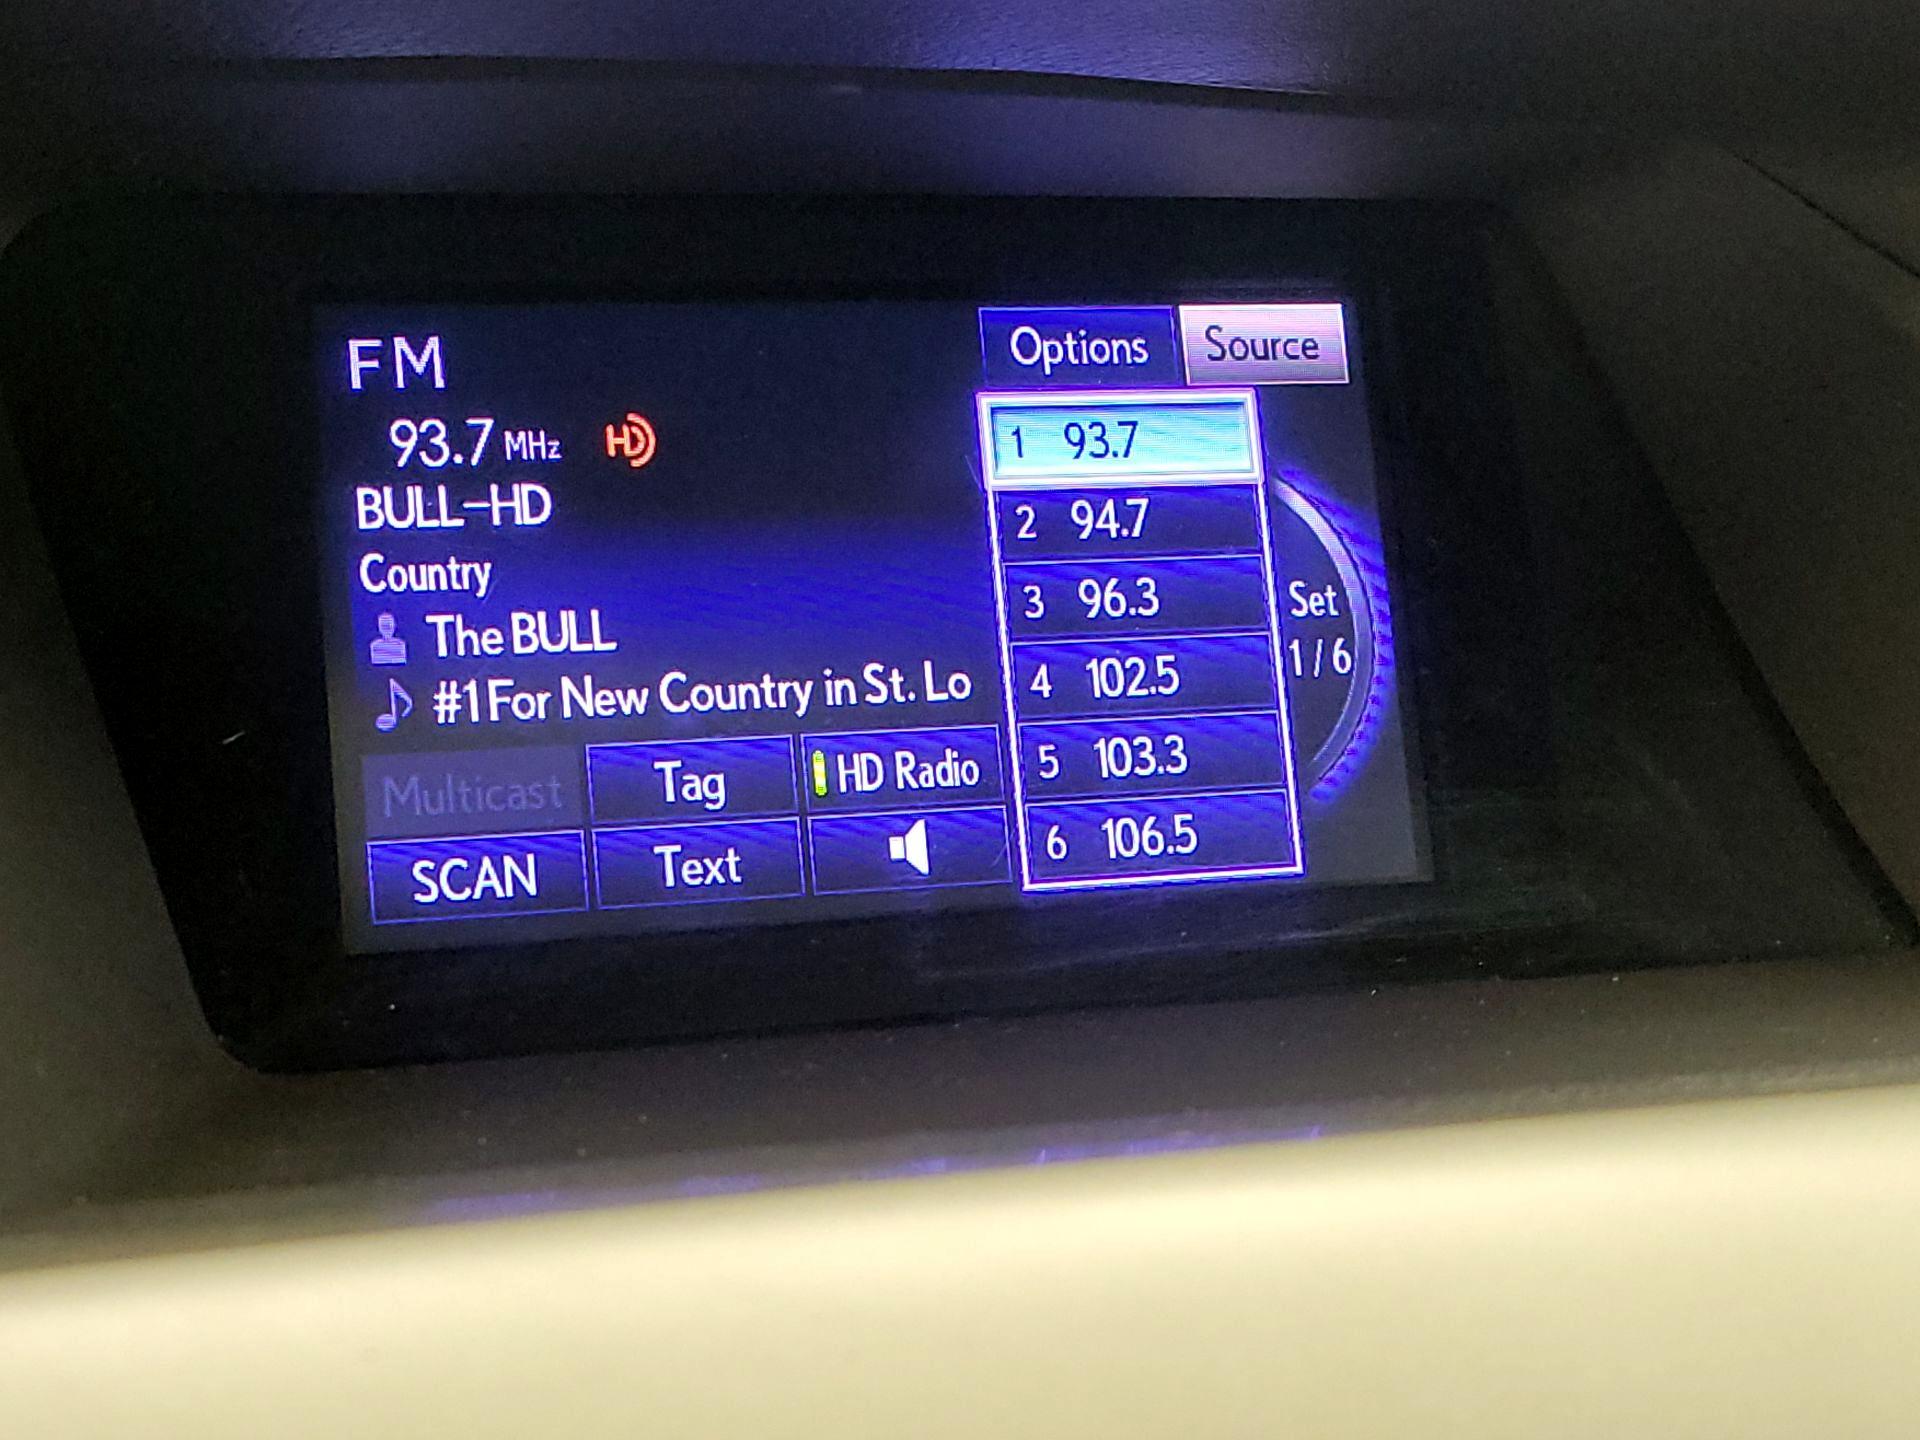 FM
Options
Source
93.7 MHz HD
BULL-HD
Country
The BULL
#1 For New Country in St. Lo
1 93.7
2 94.7
3 96.3
4 102.5
5 103.3
6 106.5
Set
1/6
Multicast
Tag
HD Radio
SCAN
Text